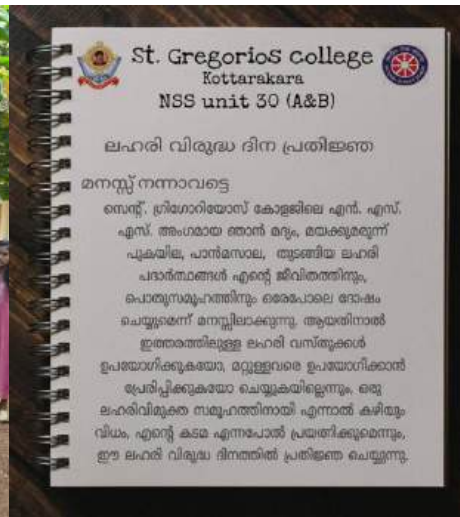 St. Gregorios college
Kottarakara
NSS unit 30 (A&B)
ലഹരി വിരുദ്ധ ദിന പ്രതിജ്ഞ
മനസ്സ് നന്നാവട്ടെ
സെന്റ്. ഗ്രിഗോറിയോസ് കോളജിലെ എൻ. എസ്.
എസ്. അംഗമായ ഞാൻ മദ്യം, മയക്കുമരുന്ന്
പുകയില, പാൻമസാല, തുടങ്ങിയ ലഹരി
പദാർത്ഥങ്ങൾ എന്റെ ജീവിതത്തിനും,
പൊതുസമൂഹത്തിനും ഒരേപോലെ ദോഷം
ചെയ്യുമെന്ന് മനസ്സിലാക്കുന്നു. ആയതിനാൽ
ഇത്തരത്തിലുള്ള ലഹരി വസ്തുക്കൾ
ഉപയോഗിക്കുകയോ, മറ്റുള്ളവരെ ഉപയോഗിക്കാൻ
പ്രേരിപ്പിക്കുകയോ ചെയ്യുകയില്ലെന്നും, ഒരു
ലഹരിവിമുക്ത സമൂഹത്തിനായി എന്നാൽ കഴിയും
വിധം, എന്റെ കടമ എന്നപോൽ പ്രയത്നിക്കുമെന്നും,
ഈ ലഹരി വിരുദ്ധ ദിനത്തിൽ പ്രതിജ്ഞ ചെയ്യുന്നു.